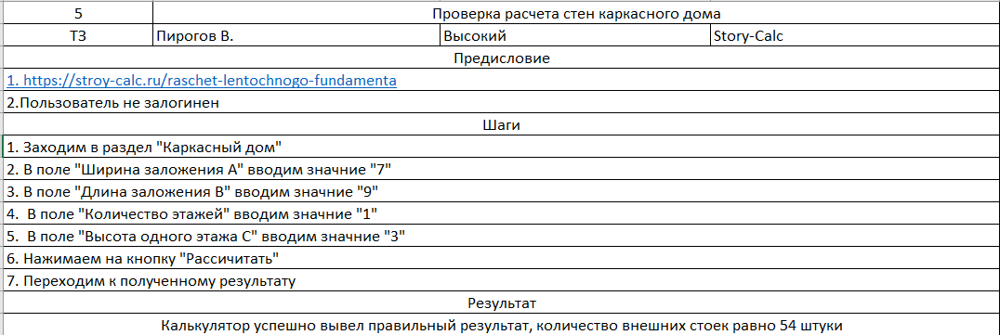 5 Проверка расчета стен каркасного дома
ТЗ Пирогов В. Высокий Story-Calc
Предисловие
1. https://stroy-calc.ru/raschet-lentochnogo-fundamenta
2.Пользователь не залогинен
Шаги
1. Заходим в раздел "Каркасный дом"
2. В поле "Ширина заложения А" вводим значние "7"
3. В поле "Длина заложения В" вводим значние "9"
4. В поле "Количество этажей" вводим значние "1"
5. В поле "Высота одного этажа С" вводим значние "3"
6. Нажимаем на кнопку "Рассичитать"
7. Переходим к полученному результату
Результат
Калькулятор успешно вывел правильный результат, количество внешних стоек равно 54 штуки